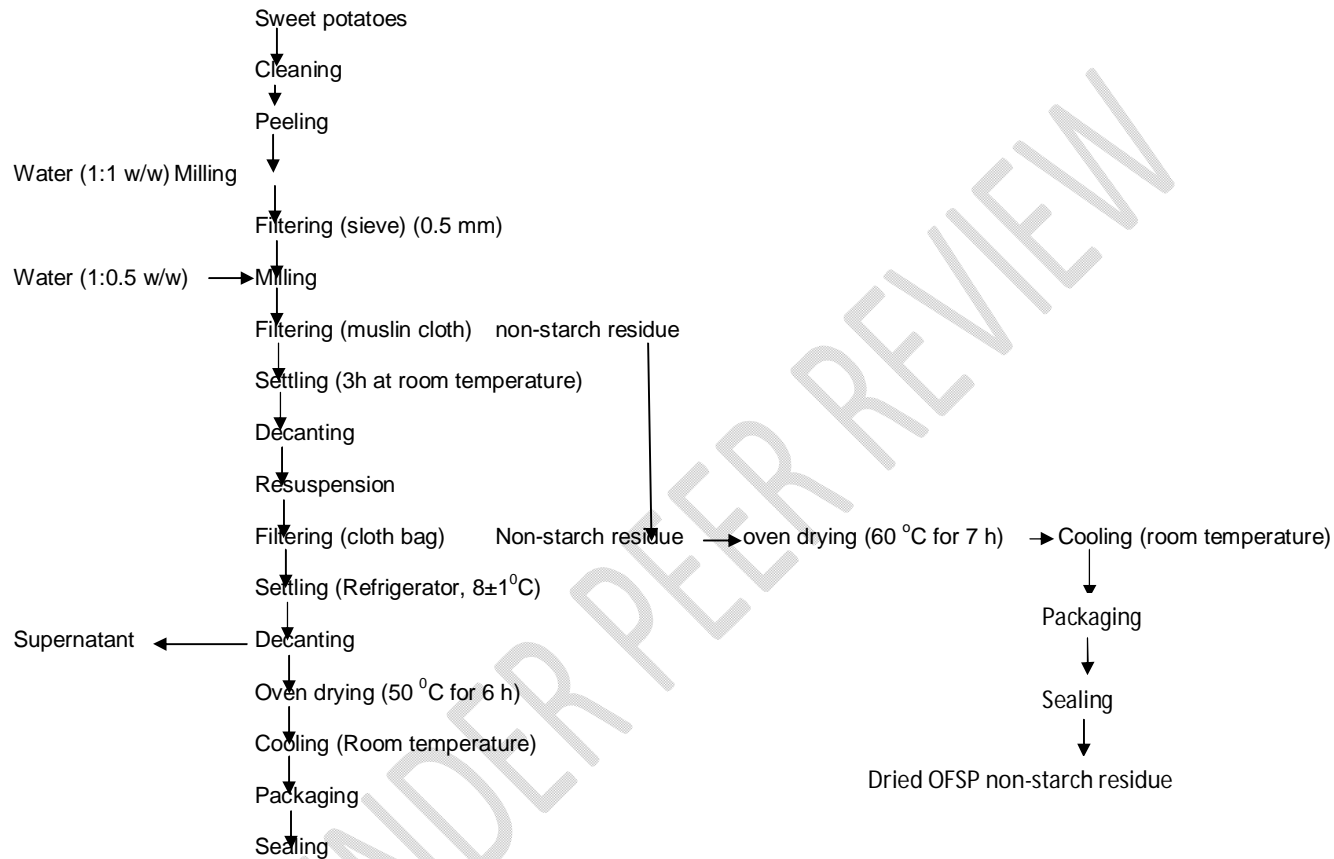 Sweet potatoes
Cleaning
Peeling
Water (1:1 w/w) Milling
Filtering (sieve) (0.5 mm)
Water (1:0.5 w/w) Milling
Filtering (muslin cloth) non-starch residue
Settling (3h at room temperature)
Decanting
Resuspension
Filtering (cloth bag) Non-starch residue oven drying (60 °C for 7 h) Cooling (room temperature)
Settling (Refrigerator, 8±1⁰C)
Packaging
Supernatant Decanting
Oven drying (50 ⁰C for 6 h)
Sealing
Cooling (Room temperature)
Dried OFSP non-starch residue
Packaging
Sealing
NDER PEER REVIEW